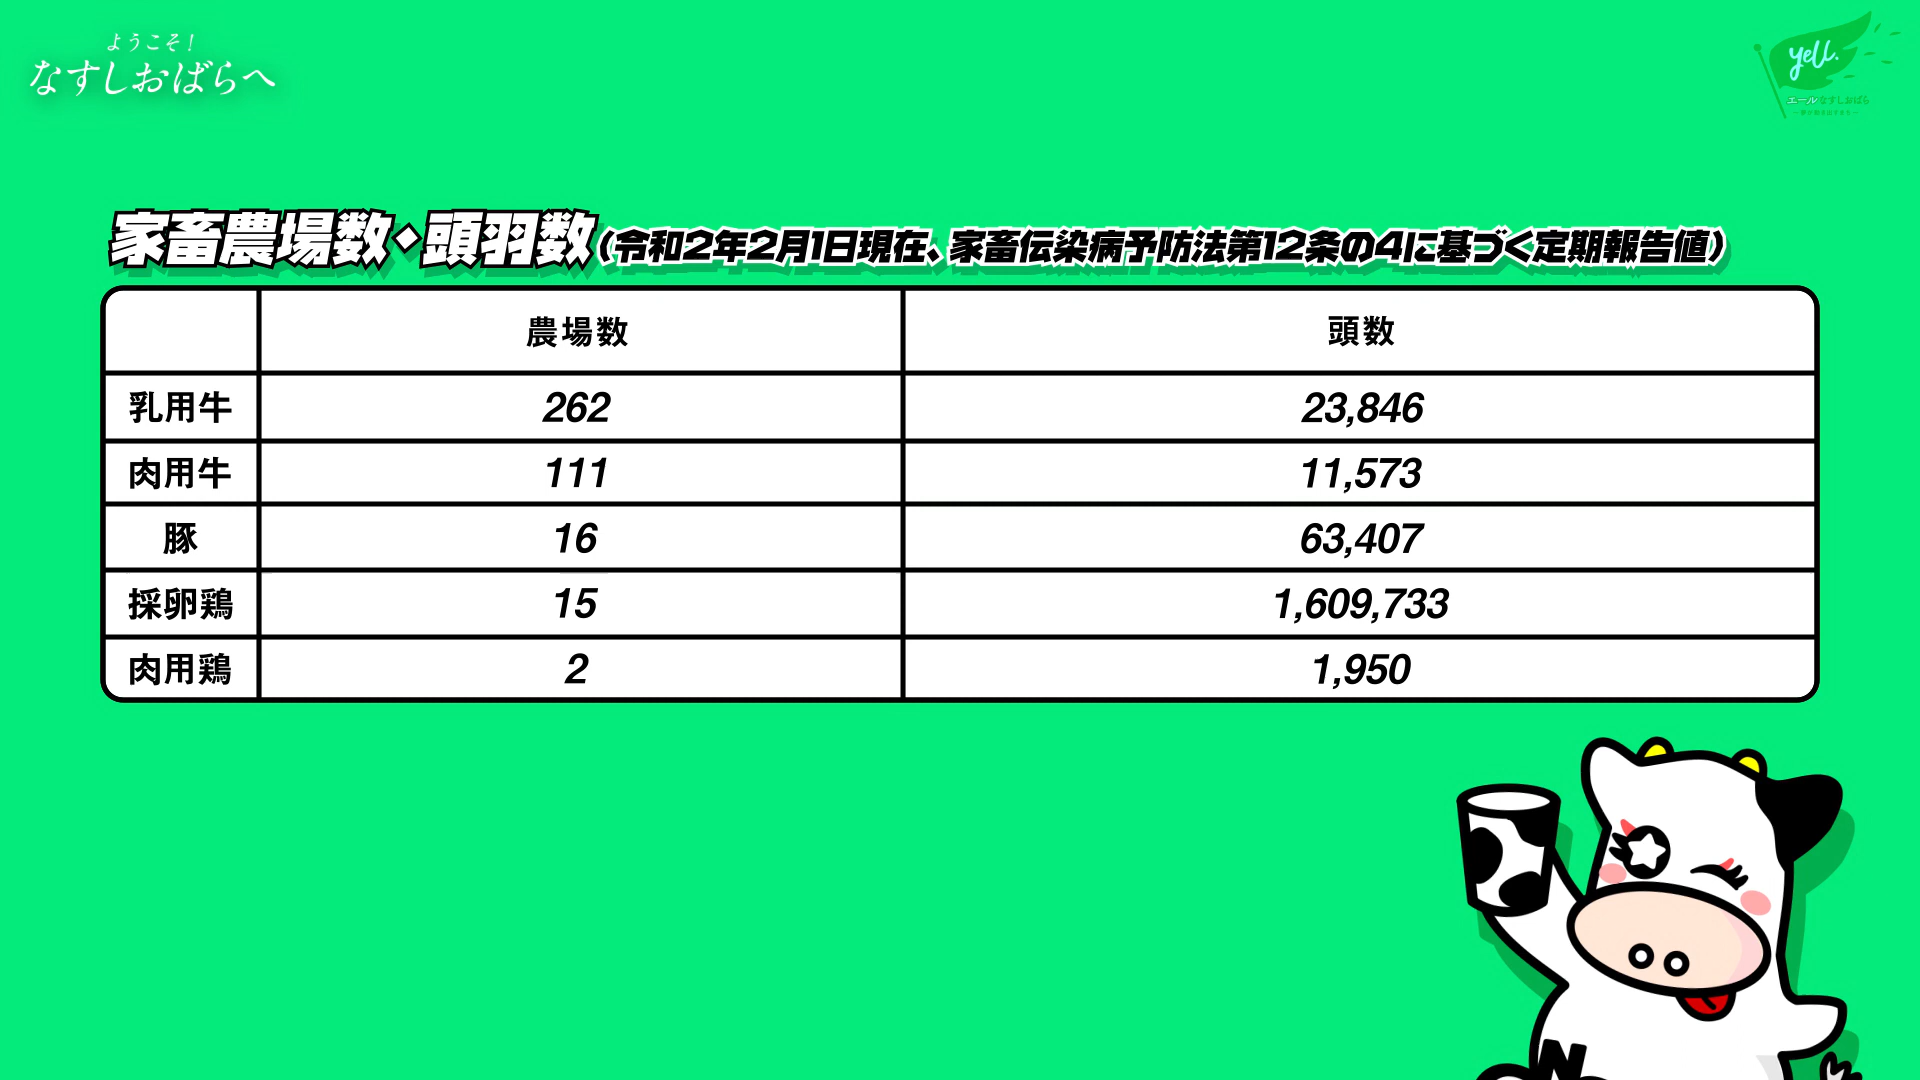 ようこそ！
なすしおばらへ
yell.
エールなすしおばら
家畜農場数・頭羽数（令和2年2月1日現在、家畜伝染病予防法第12条の4に基づく定期報告値）
農場数 頭数
乳用牛 262 23,846
肉用牛 111 11,573
豚 16 63,407
採卵鶏 15 1,609,733
肉用鶏 2 1,950
N